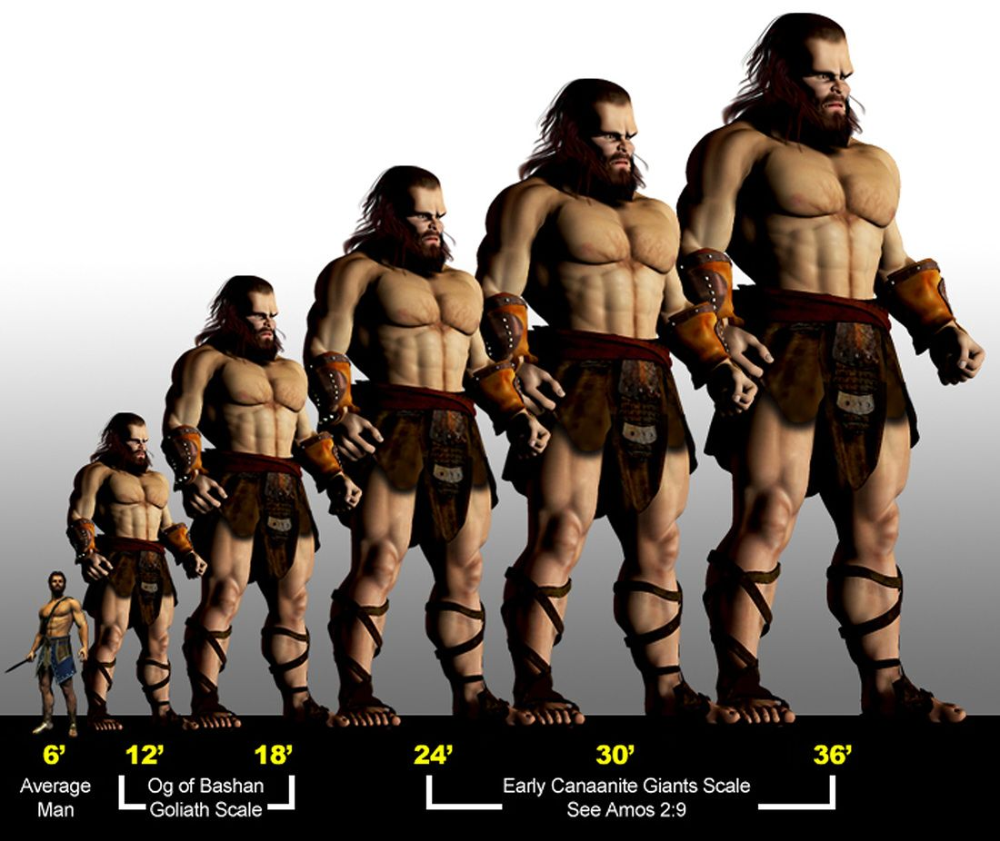 6’ 12’ 18’ 24’ 30’ 36’
Average
Man
Og of Bashan
Goliath Scale
Early Canaanite Giants Scale
See Amos 2:9